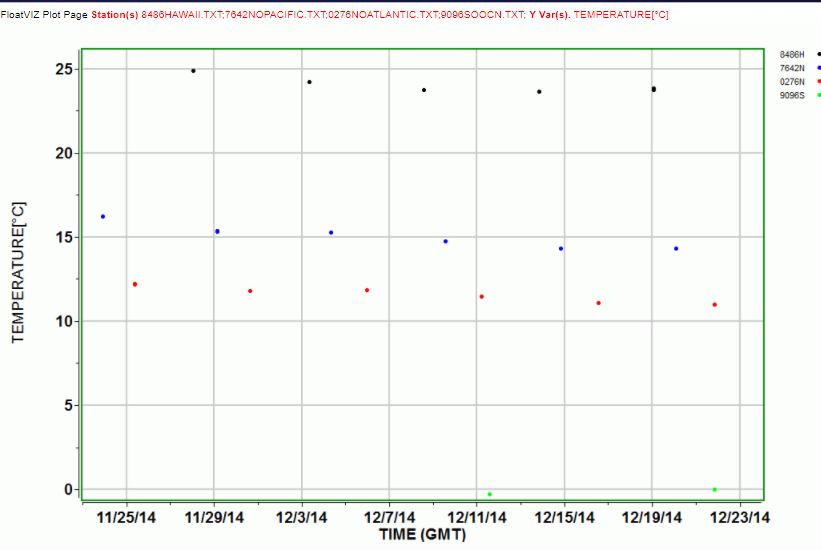 FloatVIZ Plot Page Station(s) 8486HAWAII.TXT;7642NOPACIFIC.TXT;0276NOATLANTIC.TXT;9096SOOCN.TXT; Y Var(s). TEMPERATURE[°C]
8486H
7642N
0276N
9096S
25
20
15
10
5
0
TEMPERATURE[°C]
11/25/14 11/29/14 12/3/14 12/7/14 12/11/14 12/15/14 12/19/14 12/23/14
TIME (GMT)